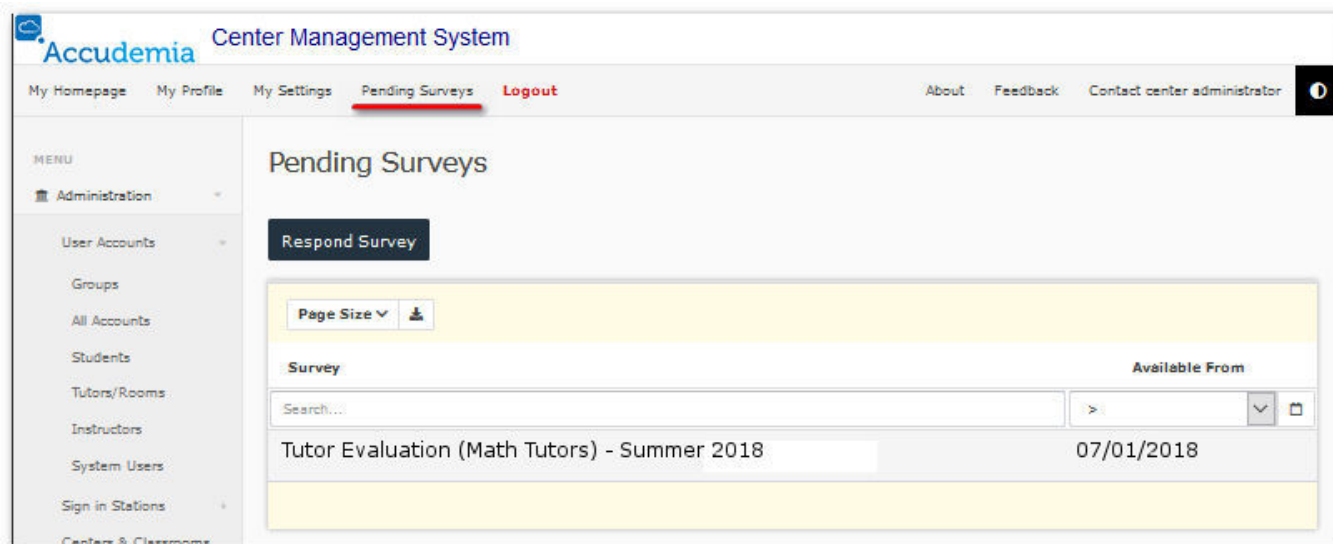 Accudemia Center Management System
My Homepage My Profile My Settings Pending Surveys Logout About Feedback Contact center administrator
MENU
Administration
User Accounts
Groups
All Accounts
Students
Tutors/Rooms
Instructors
System Users
Sign in Stations
Centers & Classrooms
Pending Surveys
Respond Survey
Page Size
Survey Available From
Search... >
Tutor Evaluation (Math Tutors) - Summer 2018 07/01/2018